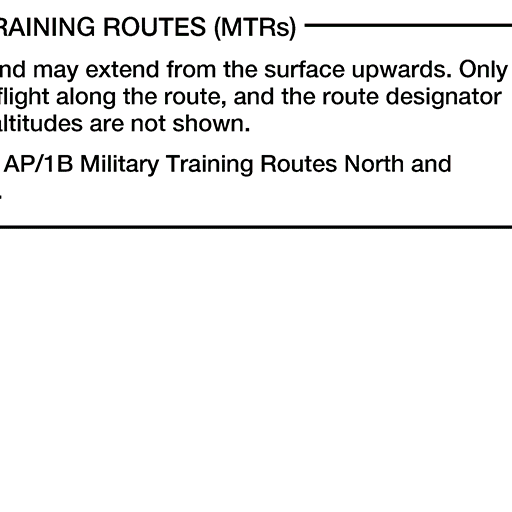 RAINING ROUTES (MTRs)
nd may extend from the surface upwards. Only
flight along the route, and the route designator
altitudes are not shown.
AP/1B Military Training Routes North and
.